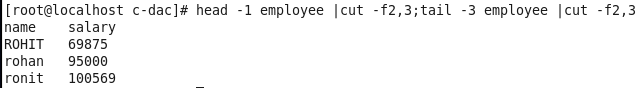 [root@localhost c-dac]# head -1 employee |cut -f2,3;tail -3 employee |cut -f2,3
name    salary
ROHIT   69875
rohan   95000
ronit   100569